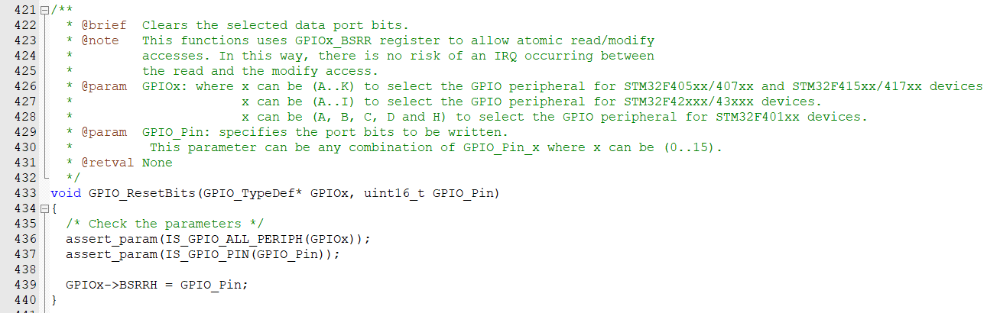 421 /**
422 * @brief Clears the selected data port bits.
423 * @note This functions uses GPIOx_BSRR register to allow atomic read/modify
424 * accesses. In this way, there is no risk of an IRQ occurring between
425 * the read and the modify access.
426 * @param GPIOx: where x can be (A..K) to select the GPIO peripheral for STM32F405xx/407xx and STM32F415xx/417xx devices
427 * x can be (A..I) to select the GPIO peripheral for STM32F42xxx/43xxx devices.
428 * x can be (A, B, C, D and H) to select the GPIO peripheral for STM32F401xx devices.
429 * @param GPIO_Pin: specifies the port bits to be written.
430 * This parameter can be any combination of GPIO_Pin_x where x can be (0..15).
431 * @retval None
432 */
433 void GPIO_ResetBits(GPIO_TypeDef* GPIOx, uint16_t GPIO_Pin)
434 {
435 /* Check the parameters */
436 assert_param(IS_GPIO_ALL_PERIPH(GPIOx));
437 assert_param(IS_GPIO_PIN(GPIO_Pin));
438
439 GPIOx->BSRRH = GPIO_Pin;
440 }